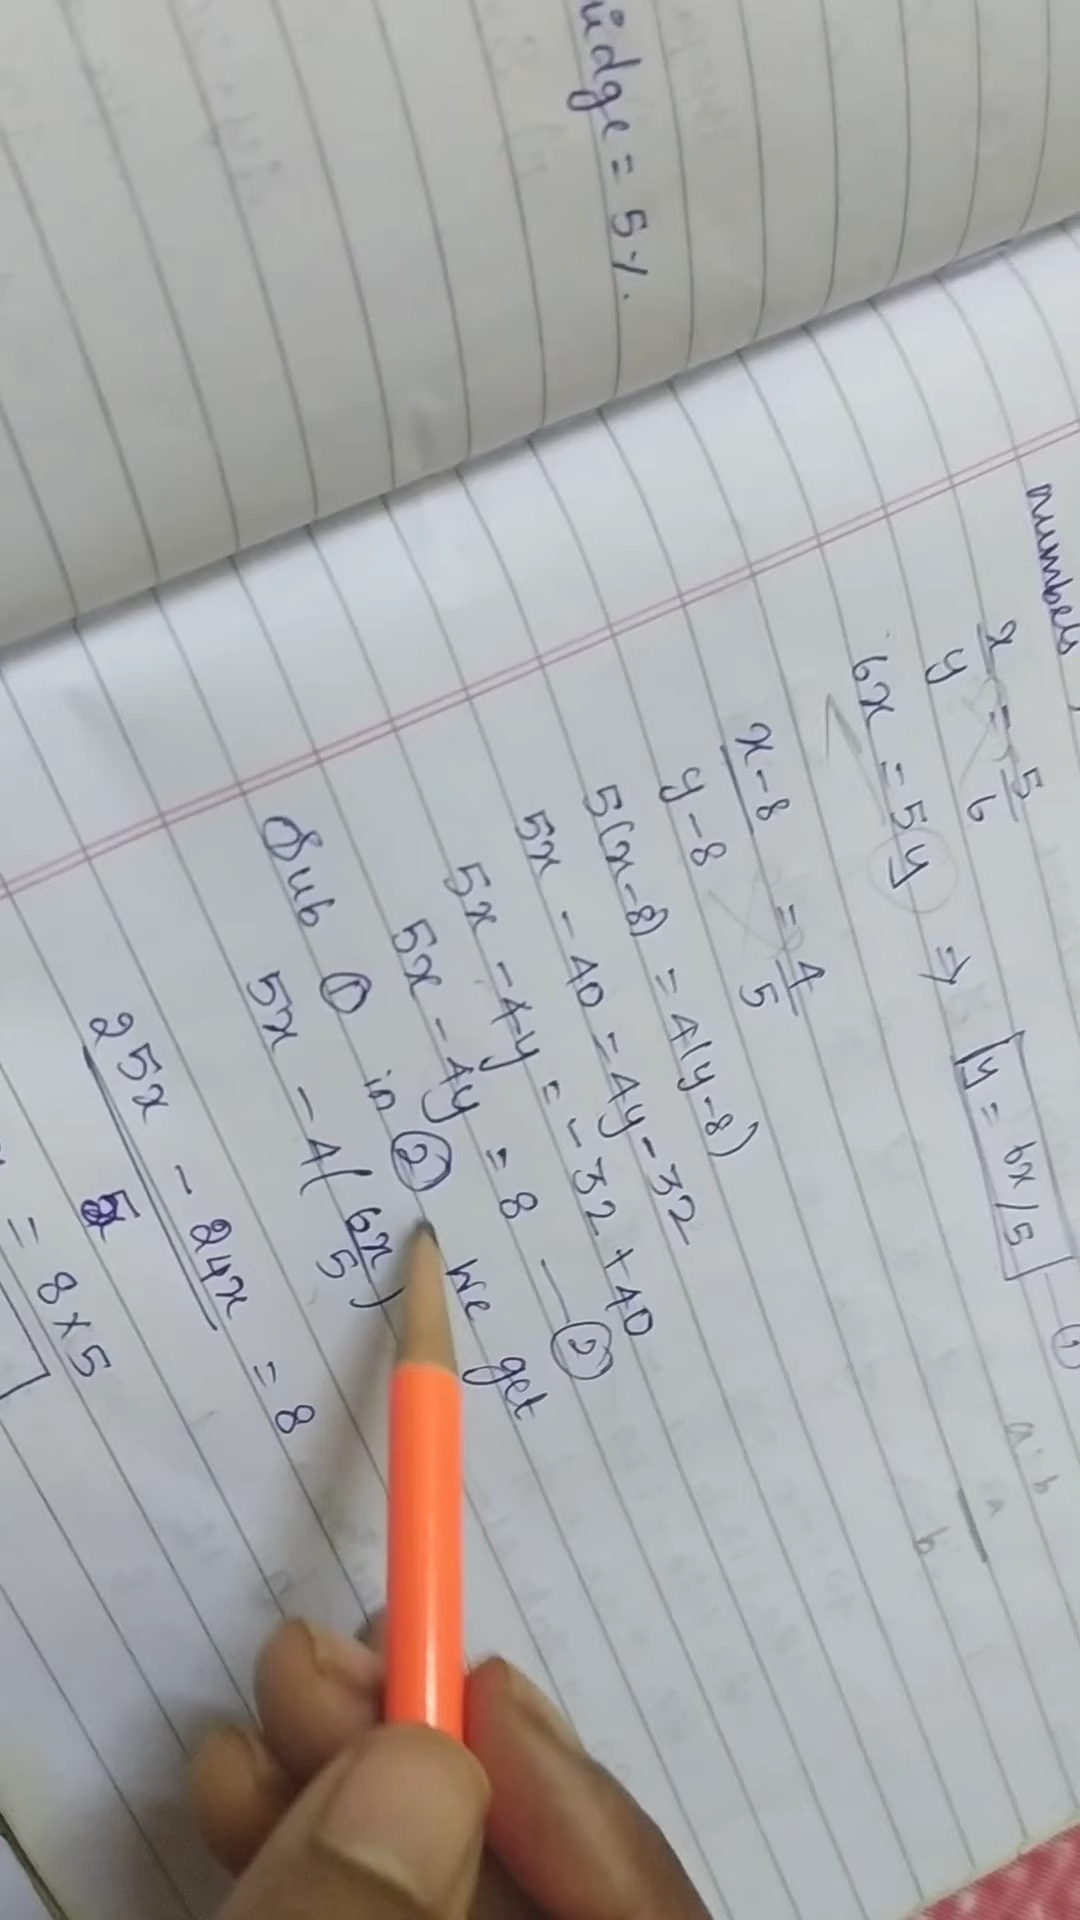 idge = 5%.
numbers
x/y = 5/6
6x = 5y ⇒ y = 6x/5 ①
a:b
b
x-8/y-8 = 4/5
5(x-8) = 4(y-8)
5x - 40 = 4y - 32
5x - 4y = -32 + 40
5x - 4y = 8 — ②
Sub ① in ② we get
5x - 4(6x/5)
25x - 24x/5 = 8
= 8 x 5